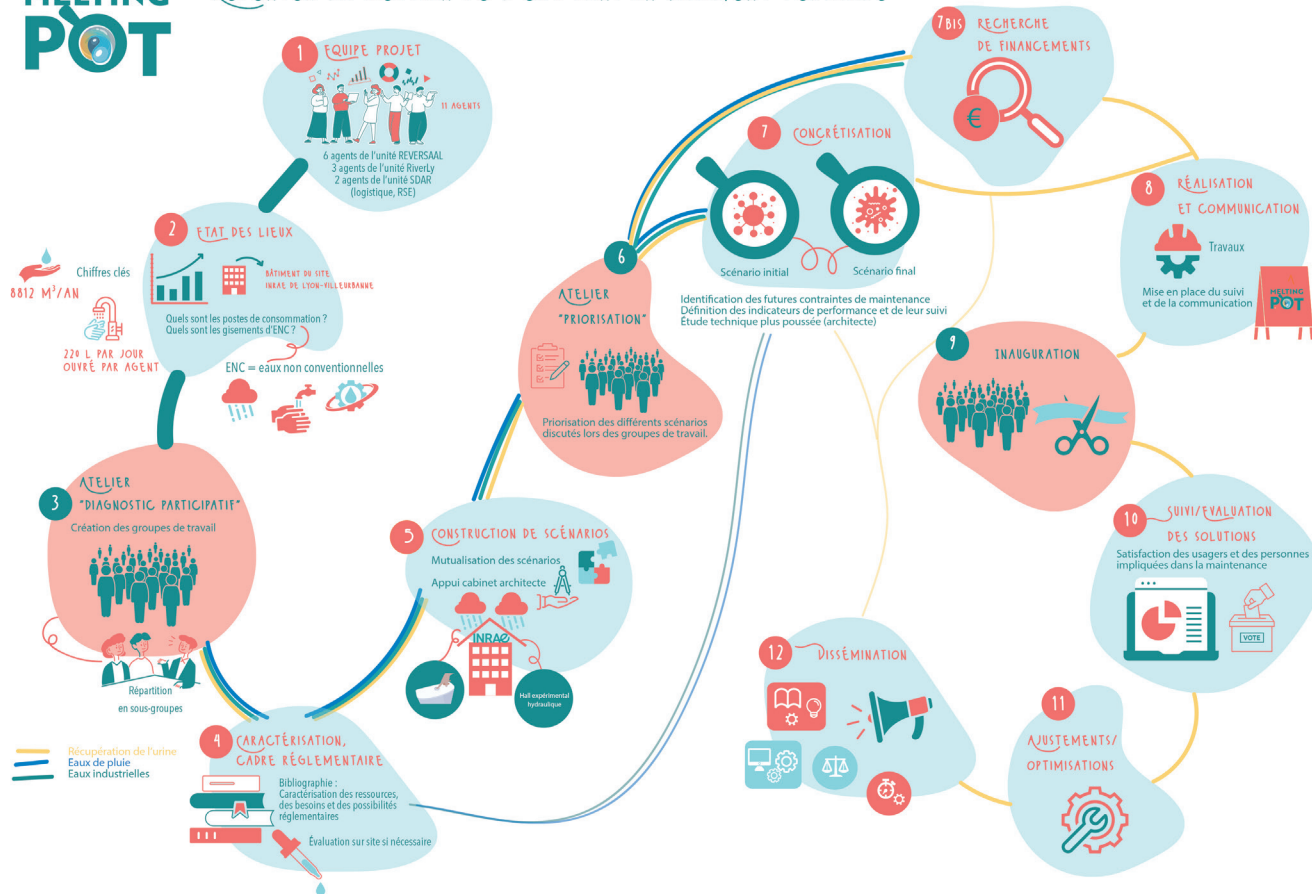 MELTING
POT
1 EQUIPE PROJET
11 AGENTS
6 agents de l'unité REVERSAAL
3 agents de l'unité RiverLy
2 agents de l'unité SDAR
(logistique, RSE)
2 ETAT DES LIEUX
Chiffres clés
8812 M³/AN
220 L PAR JOUR
OUVRÉ PAR AGENT
BÂTIMENT DU SITE
INRAE DE LYON-VILLEURBANNE
Quels sont les postes de consommation ?
Quels sont les gisements d'ENC ?
ENC = eaux non conventionnelles
3 ATELIER
"DIAGNOSTIC PARTICIPATIF"
Création des groupes de travail
Répartition
en sous-groupes
Récupération de l'urine
Eaux de pluie
Eaux industrielles
4 CARACTÉRISATION,
CADRE RÉGLEMENTAIRE
Bibliographie :
Caractérisation des ressources,
des besoins et des possibilités
réglementaires
Évaluation sur site si nécessaire
5 CONSTRUCTION DE SCÉNARIOS
Mutualisation des scénarios
Appui cabinet architecte
INRAE
Hall expérimental
hydraulique
6
ATELIER
"PRIORISATION"
Priorisation des différents scénarios
discutés lors des groupes de travail.
7 CONCRÉTISATION
Scénario initial
Scénario final
Identification des futures contraintes de maintenance
Définition des indicateurs de performance et de leur suivi
Étude technique plus poussée (architecte)
7 BIS RECHERCHE
DE FINANCEMENTS
€
8 RÉALISATION
ET COMMUNICATION
Travaux
Mise en place du suivi
et de la communication
MELTING
POT
9 INAUGURATION
10 SUIVI/EVALUATION
DES SOLUTIONS
Satisfaction des usagers et des personnes
impliquées dans la maintenance
VOTE
11
AJUSTEMENTS/
OPTIMISATIONS
12 DISSÉMINATION